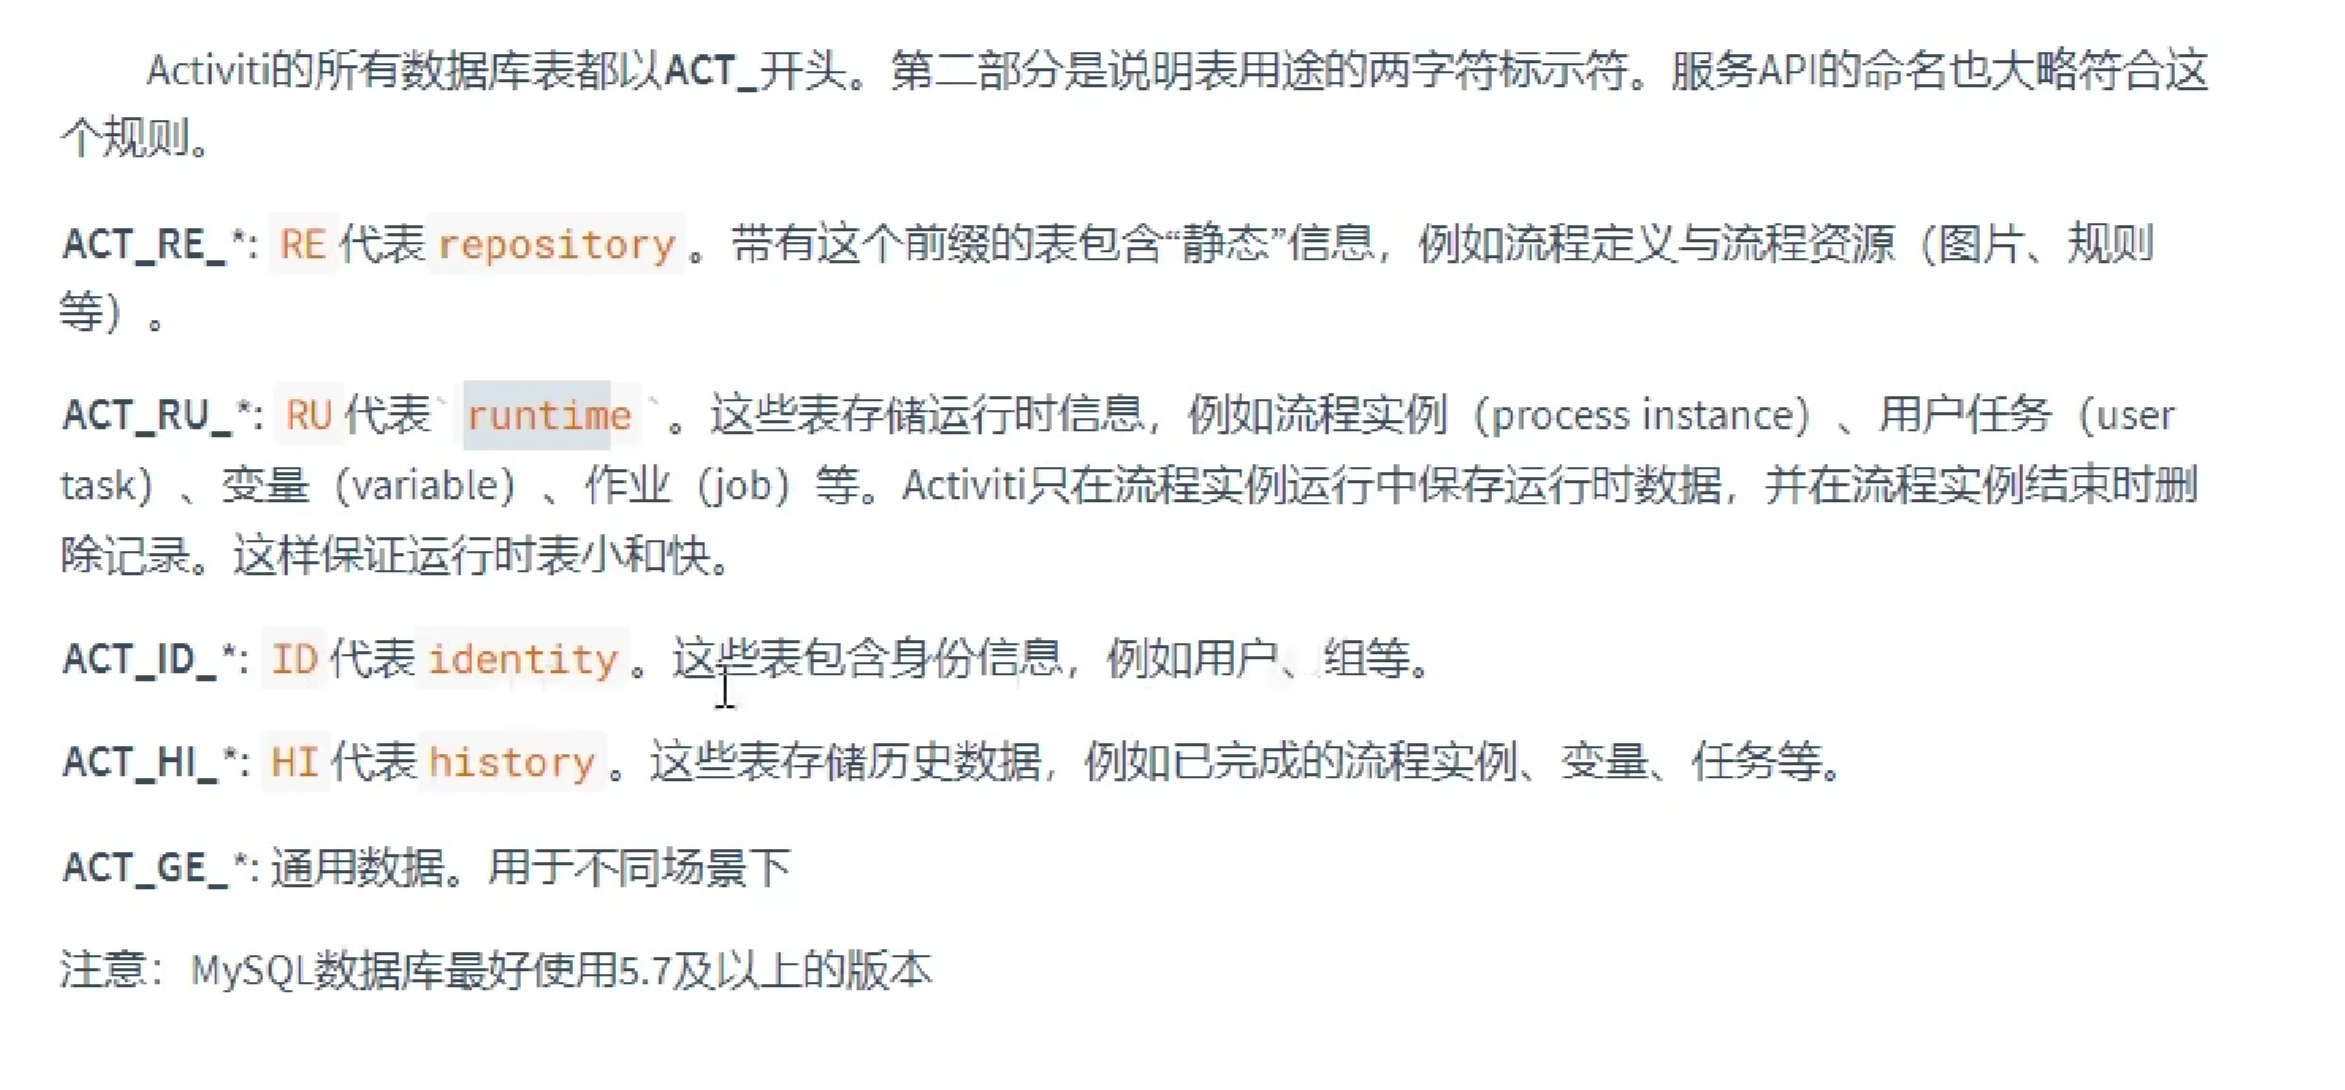 Activiti的所有数据库表都以ACT_开头。第二部分是说明表用途的两字符标示符。服务API的命名也大略符合这
个规则。
ACT_RE_*: RE 代表 repository 。带有这个前缀的表包含“静态”信息，例如流程定义与流程资源（图片、规则
等）。
ACT_RU_*: RU 代表` runtime `。这些表存储运行时信息，例如流程实例（process instance）、用户任务（user
task）、变量（variable）、作业（job）等。Activiti只在流程实例运行中保存运行时数据，并在流程实例结束时删
除记录。这样保证运行时表小和快。
ACT_ID_*: ID 代表 identity 。这些表包含身份信息，例如用户、组等。
ACT_HI_*: HI 代表 history 。这些表存储历史数据，例如已完成的流程实例、变量、任务等。
ACT_GE_*: 通用数据。用于不同场景下
注意：MySQL数据库最好使用5.7及以上的版本